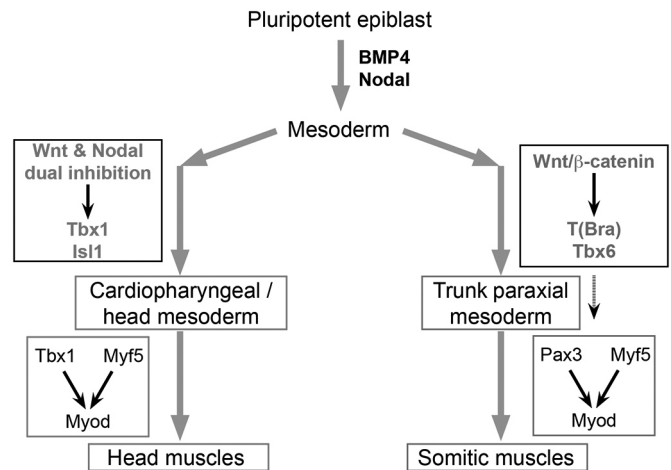 Pluripotent epiblast
BMP4
Nodal
Mesoderm
Wnt & Nodal
dual inhibition
Tbx1
Isl1
Wnt/β-catenin
T(Bra)
Tbx6
Cardiopharyngeal /
head mesoderm
Trunk paraxial
mesoderm
Tbx1 Myf5
Myod
Pax3 Myf5
Myod
Head muscles
Somitic muscles